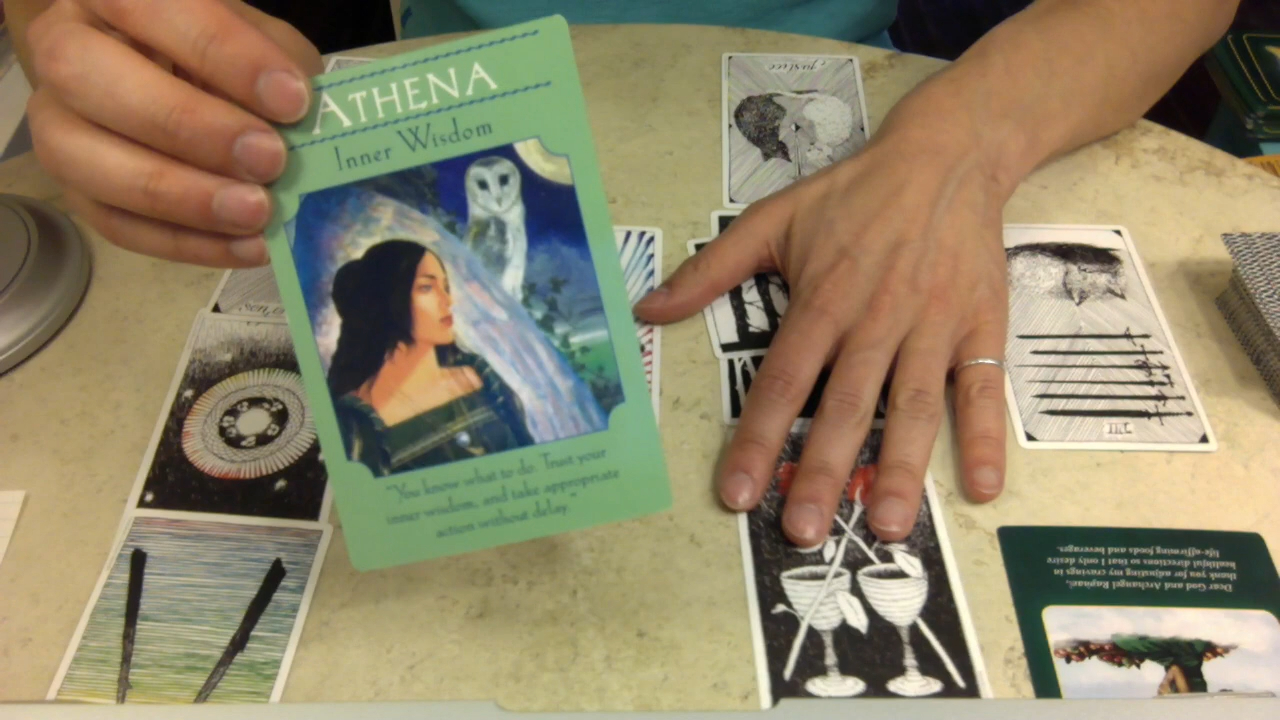 ATHENA
Inner Wisdom
"You know what to do. Trust your
inner wisdom, and take appropriate
action without delay."
Justice
VII
Dear God and Archangel Raphael,
thank you for adjusting my cravings in
healthful directions so that I only desire
life-affirming foods and beverages.